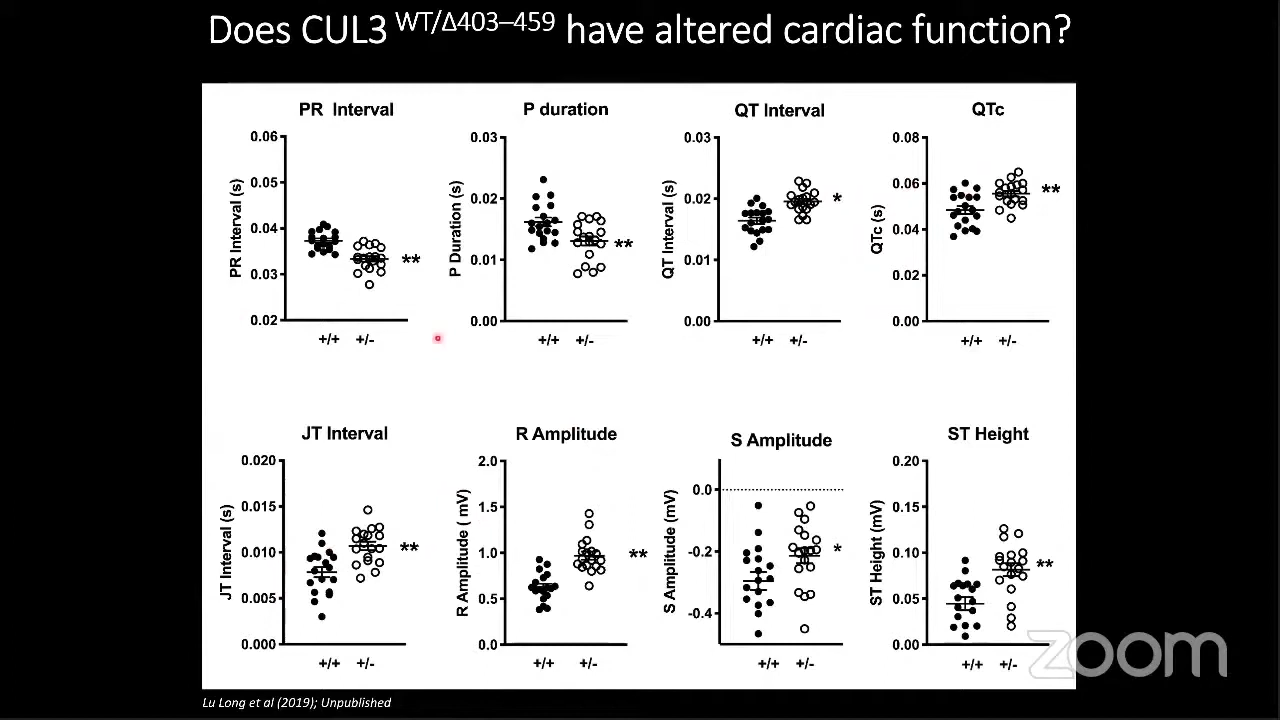 Does CUL3 WT/Δ403–459 have altered cardiac function?
PR Interval
PR Interval (s)
0.06
0.05
0.04
0.03
0.02
**
+/+ +/-
P duration
P Duration (s)
0.03
0.02
0.01
0.00
**
+/+ +/-
QT Interval
QT Interval (s)
0.03
0.02
0.01
0.00
*
+/+ +/-
QTc
QTc (s)
0.08
0.06
0.04
0.02
0.00
**
+/+ +/-
JT Interval
JT Interval (s)
0.020
0.015
0.010
0.005
0.000
**
+/+ +/-
R Amplitude
R Amplitude ( mV)
2.0
1.5
1.0
0.5
0.0
**
+/+ +/-
S Amplitude
S Amplitude (mV)
0.0
-0.2
-0.4
*
+/+ +/-
ST Height
ST Height (mV)
0.20
0.15
0.10
0.05
0.00
**
+/+ +/-
zoom
Lu Long et al (2019); Unpublished